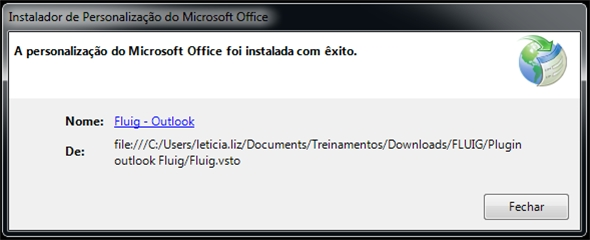 Instalador de Personalização do Microsoft Office
A personalização do Microsoft Office foi instalada com êxito.
Nome: Fluig - Outlook
De: file:///C:/Users/leticia.liz/Documents/Treinamentos/Downloads/FLUIG/Plugin
outlook Fluig/Fluig.vsto
Fechar